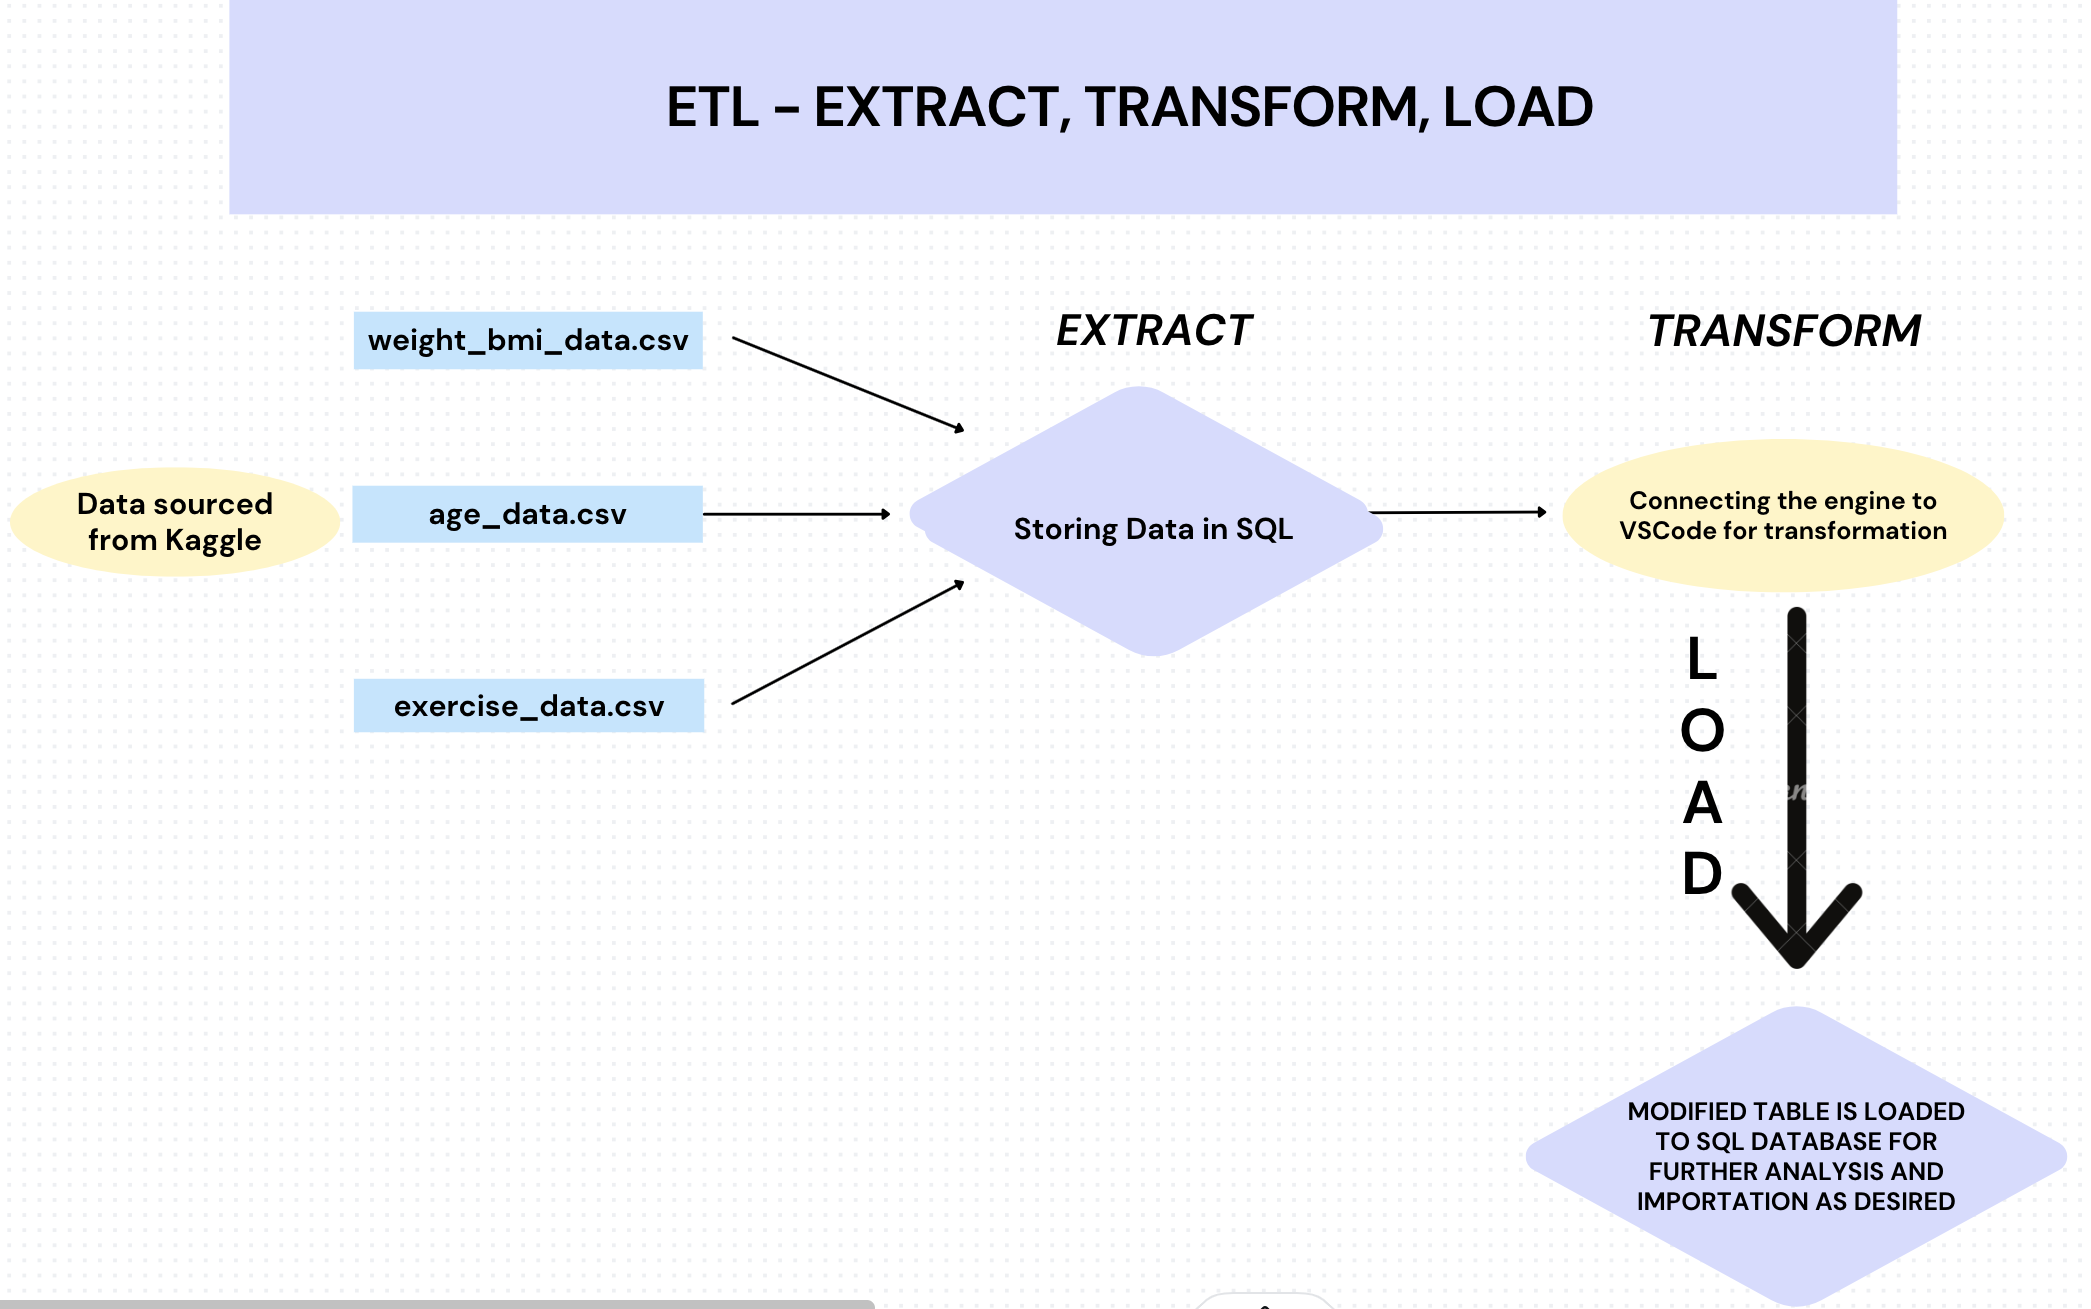 ETL - EXTRACT, TRANSFORM, LOAD
EXTRACT
TRANSFORM
weight_bmi_data.csv
age_data.csv
exercise_data.csv
Data sourced
from Kaggle
Storing Data in SQL
Connecting the engine to
VSCode for transformation
L
O
A
D
MODIFIED TABLE IS LOADED
TO SQL DATABASE FOR
FURTHER ANALYSIS AND
IMPORTATION AS DESIRED